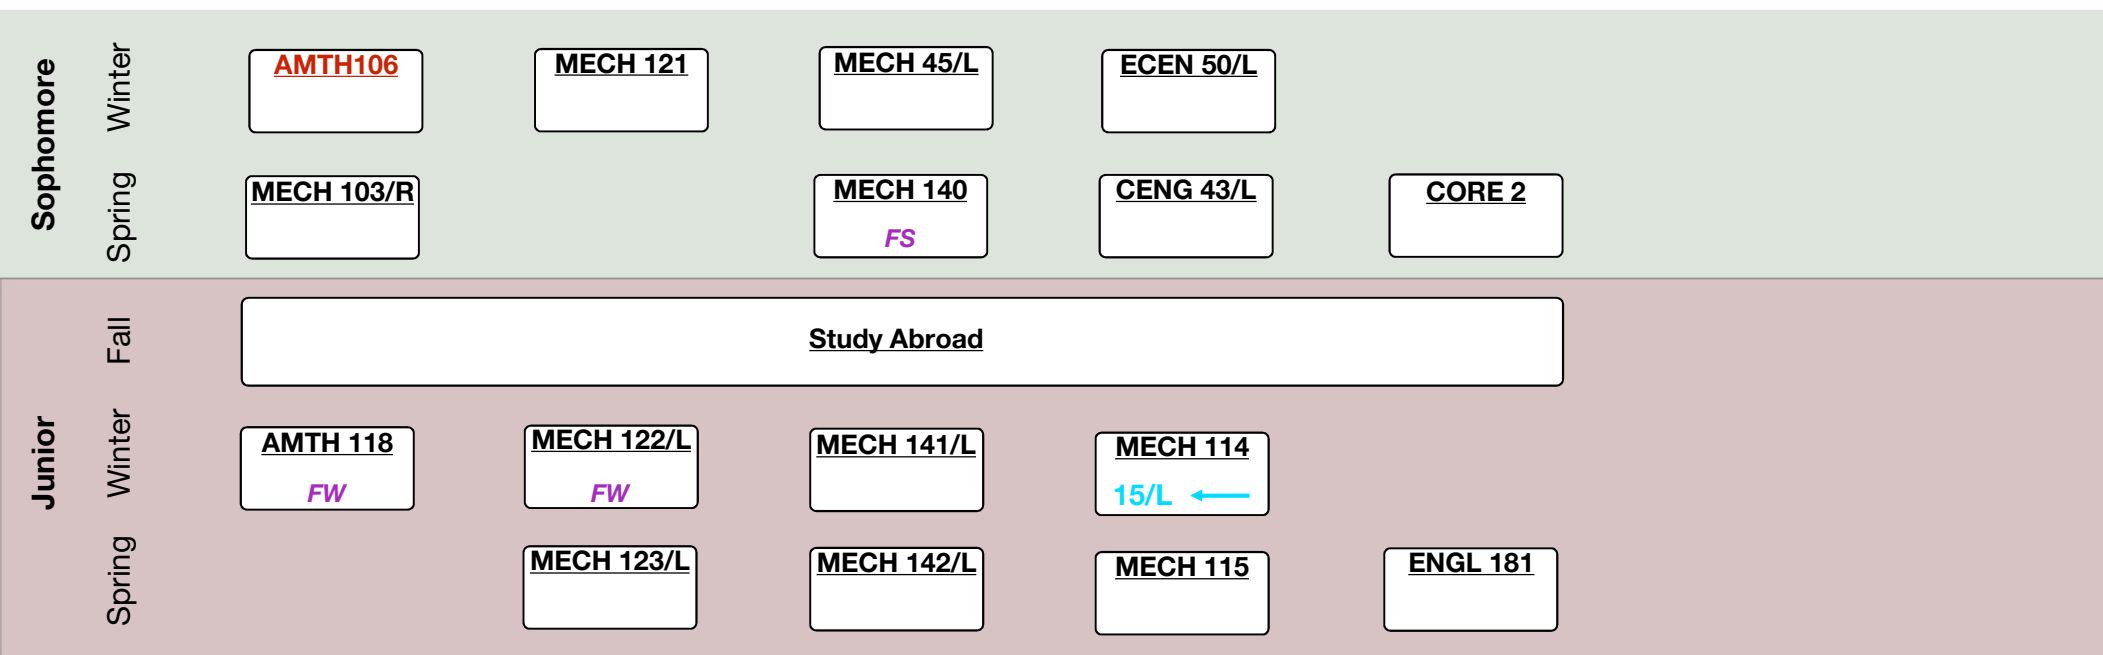 Sophomore
Winter
AMTH106
MECH 121
MECH 45/L
ECEN 50/L
Spring
MECH 103/R
MECH 140
FS
CENG 43/L
CORE 2
Junior
Fall
Study Abroad
Winter
AMTH 118
FW
MECH 122/L
FW
MECH 141/L
MECH 114
15/L
Spring
MECH 123/L
MECH 142/L
MECH 115
ENGL 181